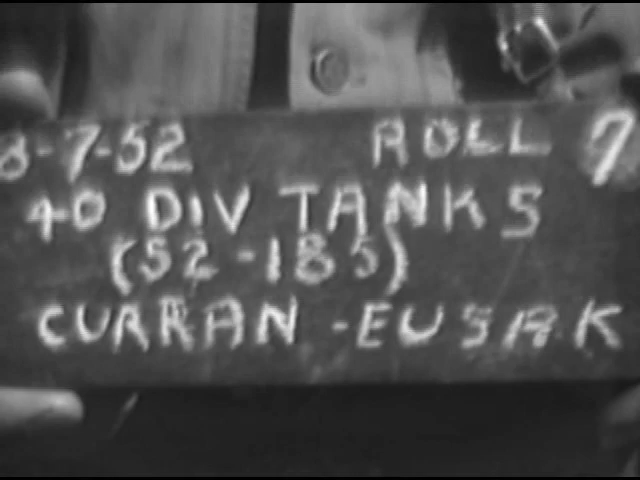 8-7-52 ROLL 7
40 DIV TANKS
(52-185)
CURRAN-EUSAK